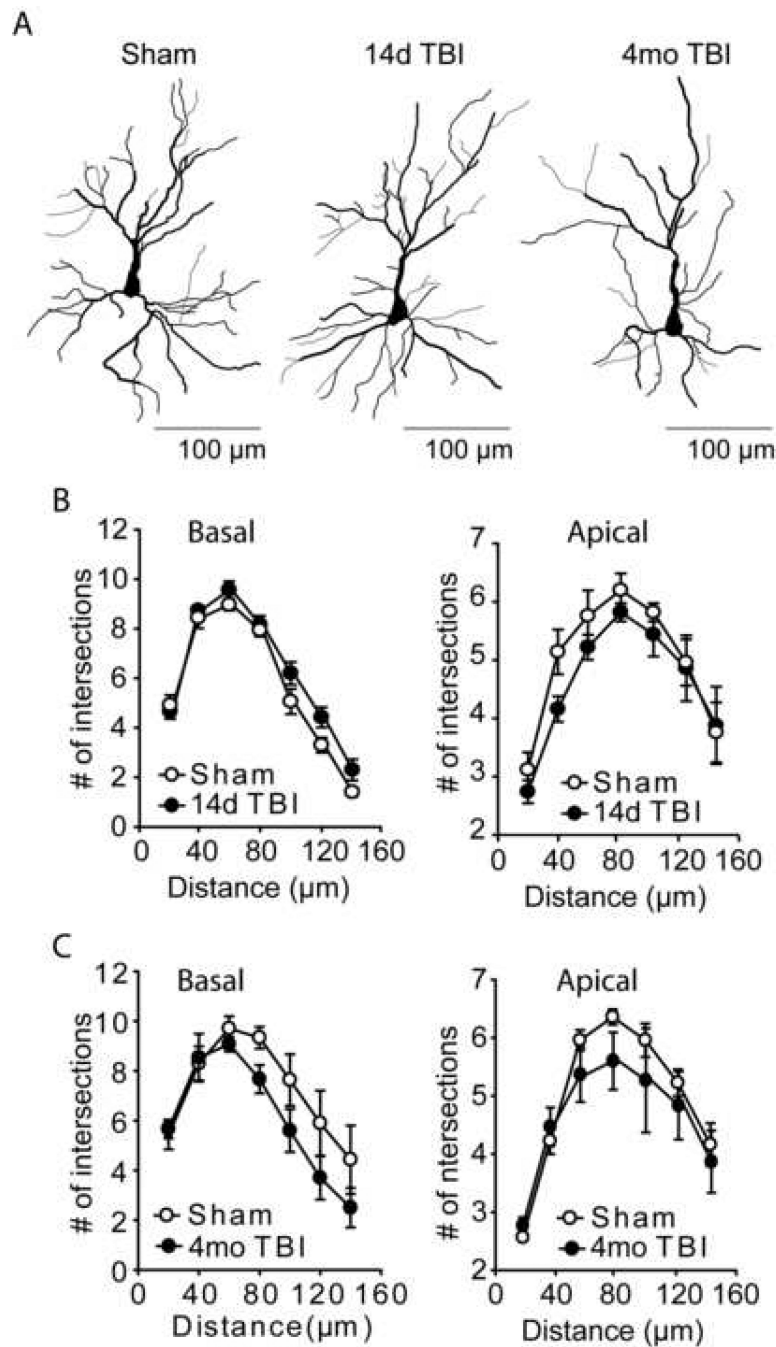 A
Sham 14d TBI 4mo TBI
100 µm 100 µm 100 µm
B
Basal
# of intersections
12
10
8
6
4
2
0
Sham
14d TBI
0 40 80 120 160
Distance (µm)
Apical
# of intersections
7
6
5
4
3
2
Sham
14d TBI
0 40 80 120 160
Distance (µm)
C
Basal
# of intersections
12
10
8
6
4
2
0
Sham
4mo TBI
0 40 80 120 160
Distance(µm)
Apical
# of ntersections
7
6
5
4
3
2
Sham
4mo TBI
0 40 80 120 160
Distance (µm)